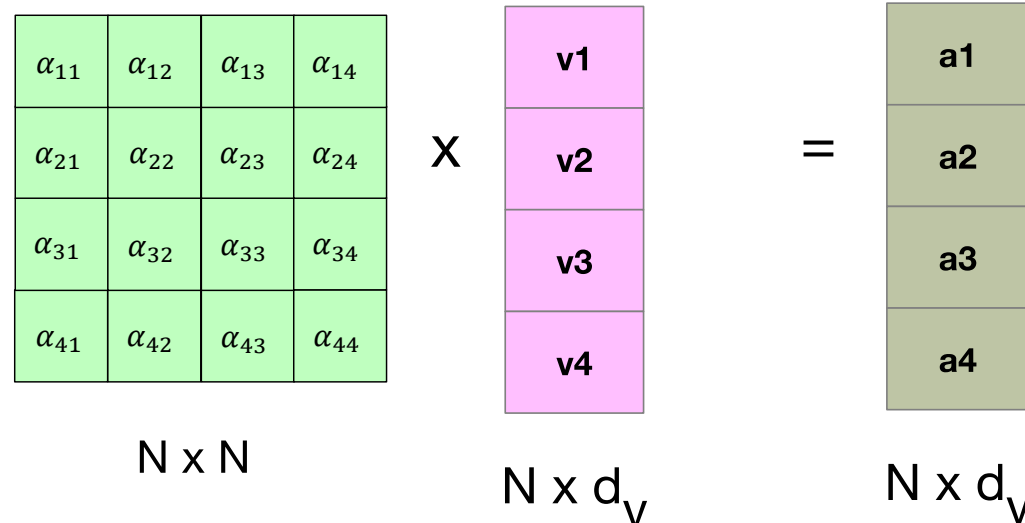 α₁₁ α₁₂ α₁₃ α₁₄
α₂₁ α₂₂ α₂₃ α₂₄
α₃₁ α₃₂ α₃₃ α₃₄
α₄₁ α₄₂ α₄₃ α₄₄
N x N
x
v1
v2
v3
v4
N x dᵥ
=
a1
a2
a3
a4
N x dᵥ